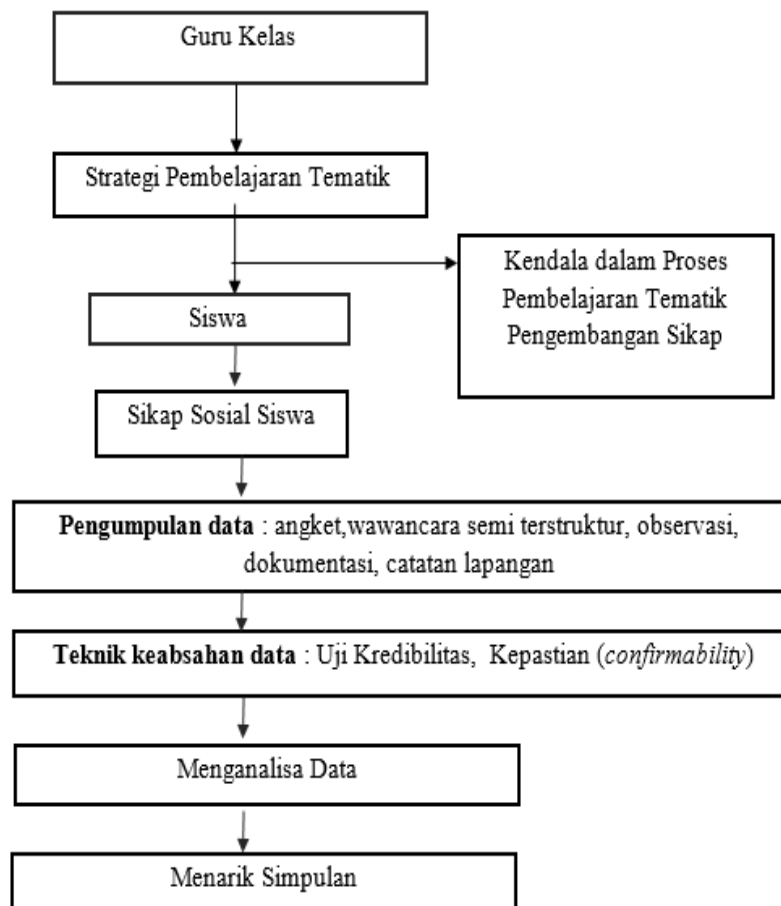 Guru Kelas
Strategi Pembelajaran Tematik
Kendala dalam Proses
Pembelajaran Tematik
Pengembangan Sikap
Siswa
Sikap Sosial Siswa
Pengumpulan data : angket,wawancara semi terstruktur, observasi,
dokumentasi, catatan lapangan
Teknik keabsahan data : Uji Kredibilitas, Kepastian (confirmability)
Menganalisa Data
Menarik Simpulan